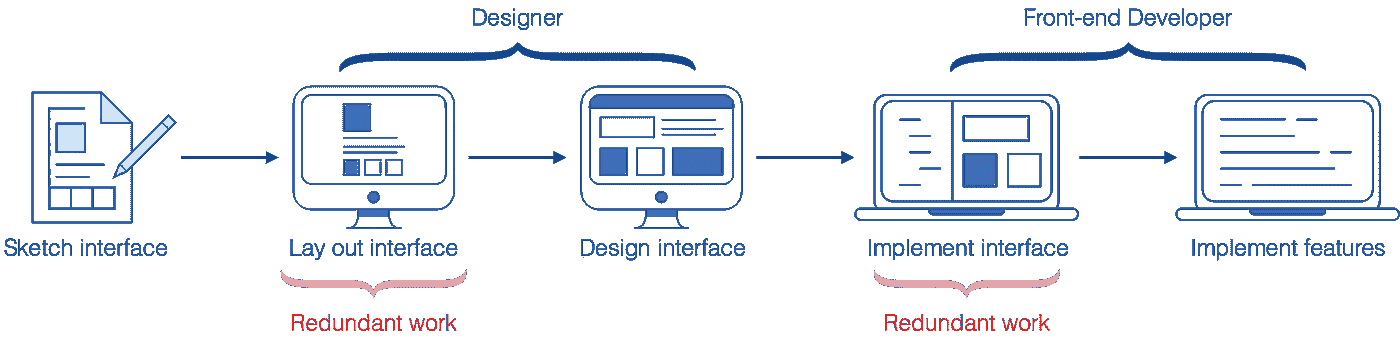 Designer
Front-end Developer
Sketch interface
Lay out interface
Design interface
Implement interface
Implement features
Redundant work
Redundant work